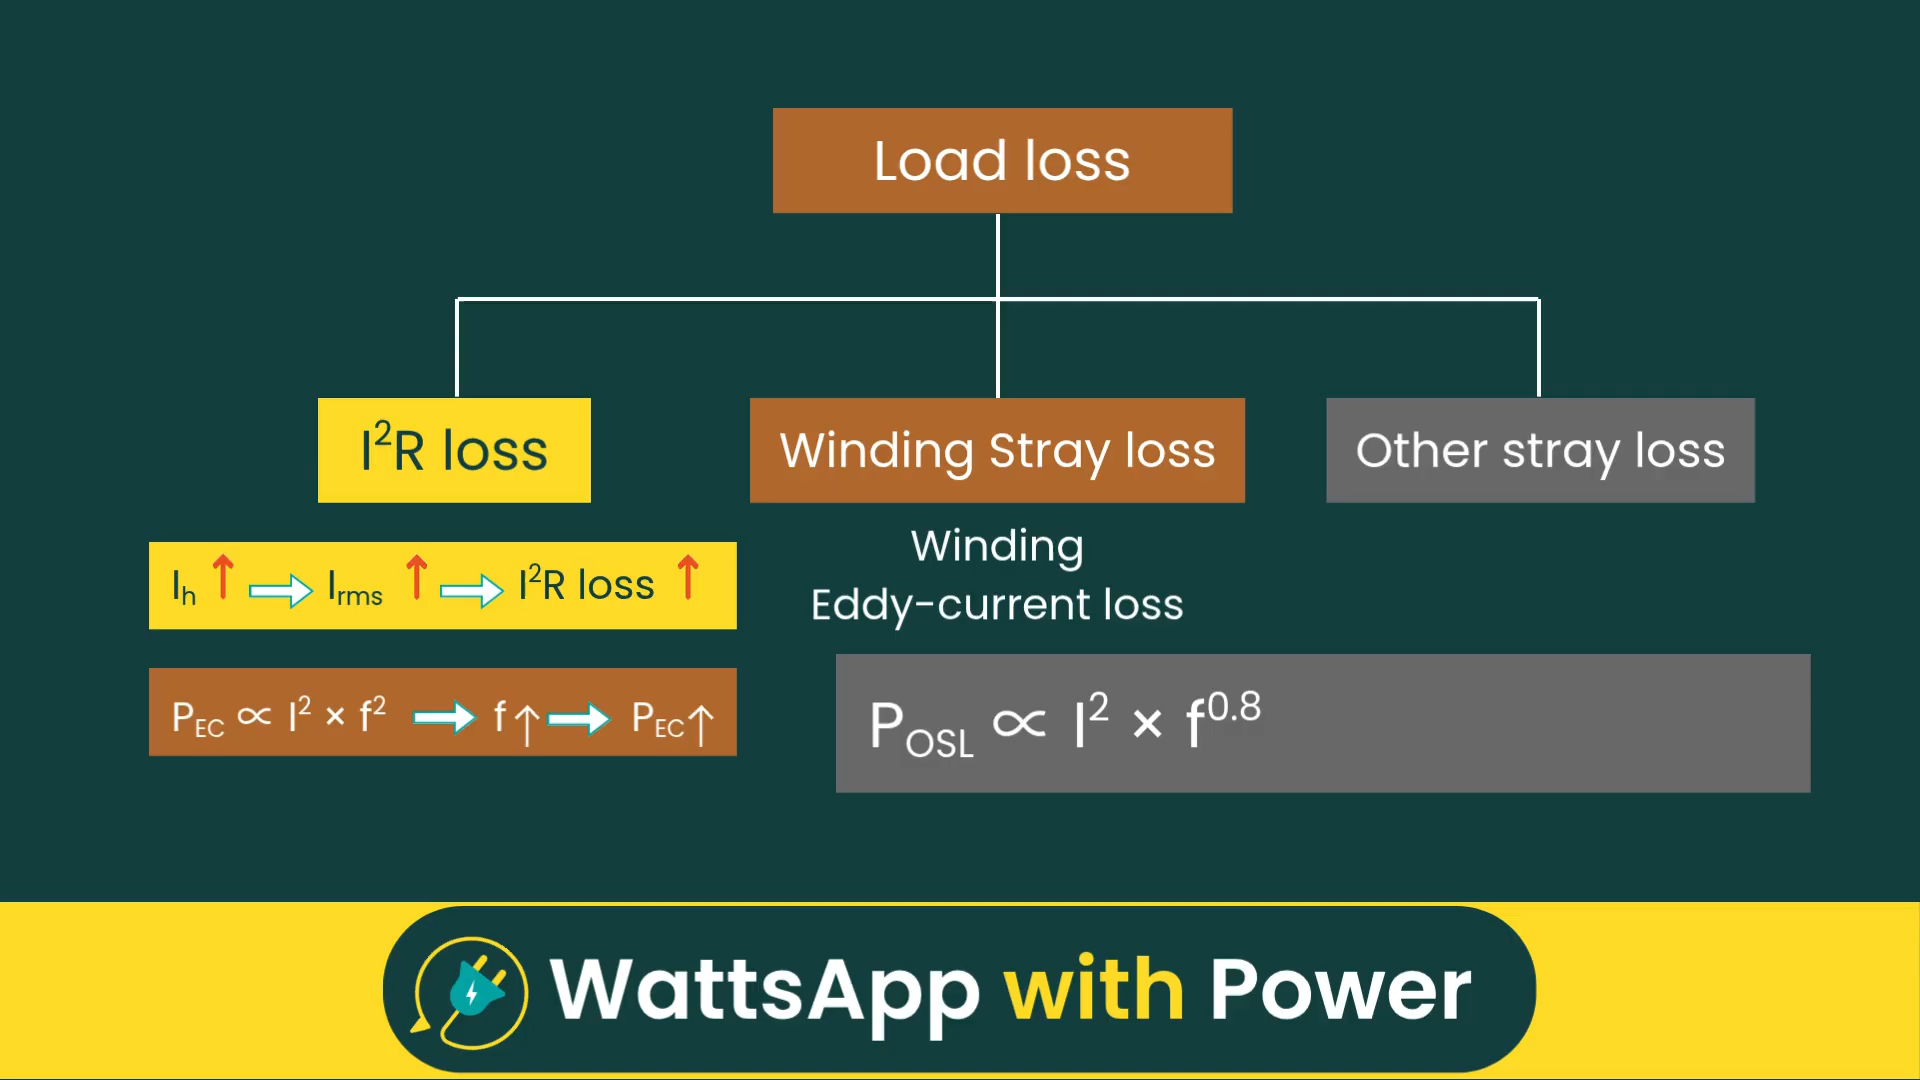 Load loss
I²R loss
Winding Stray loss
Other stray loss
Winding
Eddy-current loss
Iₕ ↑ ⇨ Iᵣₘₛ ↑ ⇨ I²R loss ↑
P_EC ∝ I² × f² ➡ f↑ ➡ P_EC↑
P_OSL ∝ I² × f^0.8
WattsApp with Power